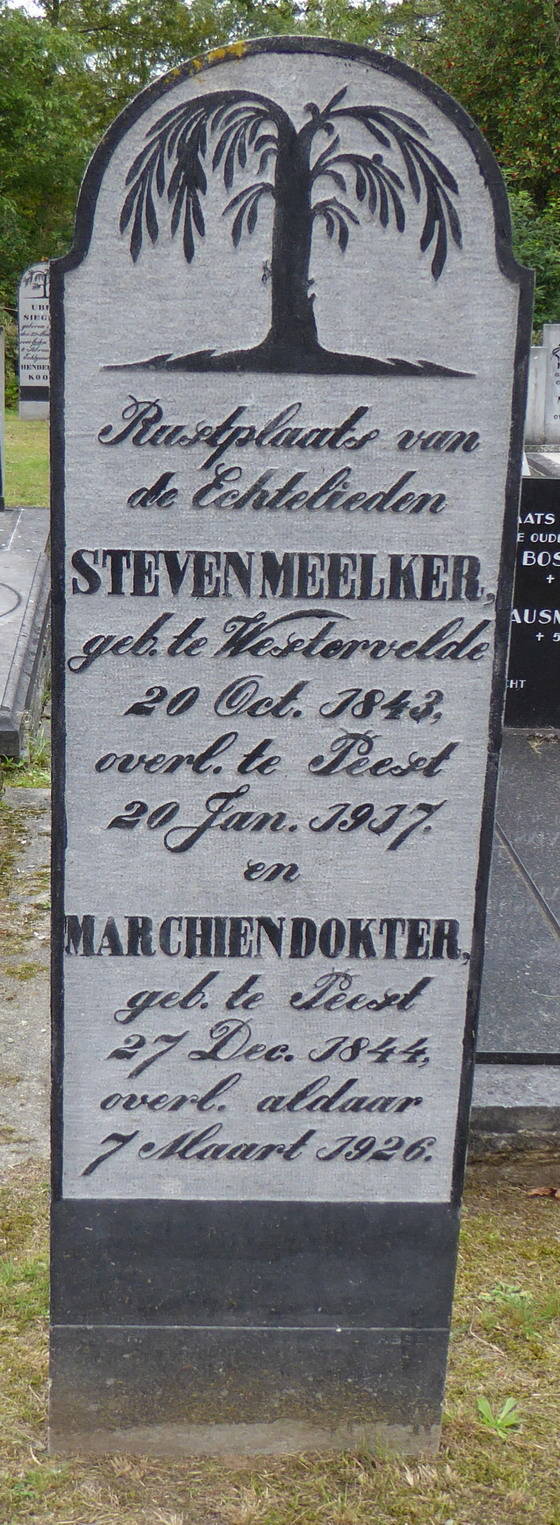 Rustplaats van
de Echtelieden
STEVEN MEELKER,
geb. te Westervelde
20 Oct. 1843,
overl. te Peest
20 Jan. 1917.
en
MARCHIEN DOKTER,
geb. te Peest
27 Dec. 1844,
overl. aldaar
7 Maart 1926.